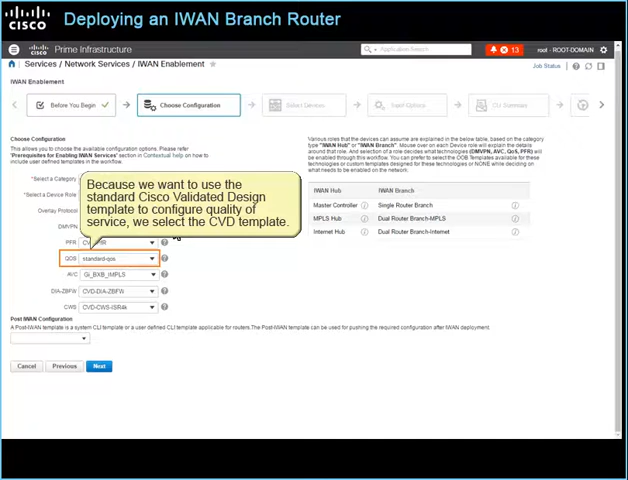 cisco
Deploying an IWAN Branch Router
cisco Prime Infrastructure
Application Search
13
root - ROOT-DOMAIN
Services / Network Services / IWAN Enablement
Job Status
IWAN Enablement
Before You Begin
Choose Configuration
Select Devices
Input Options
CLI Summary
Choose Configuration
This allows you to choose the available configuration options. Please refer
'Prerequisites for Enabling IWAN Services' section in Contextual help on how to
include user defined templates in the workflow.
Various roles that the devices can assume are explained in the below table, based on the category
type "IWAN Hub" or "IWAN Branch". Mouse over on each Device role will explain the details
around that role. And selection of a role decides what technologies (DMVPN, AVC, QoS, PfR) will
be enabled through this workflow. You can prefer to select the OOB Templates available for these
technologies or custom templates designed for these technologies or NONE while deciding on
what needs to be enabled on the network.
*Select a Category
*Select a Device Role
Overlay Protocol
DMVPN
Because we want to use the
standard Cisco Validated Design
template to configure quality of
service, we select the CVD template.
IWAN Hub IWAN Branch
Master Controller Single Router Branch
MPLS Hub Dual Router Branch-MPLS
Internet Hub Dual Router Branch-Internet
PFR
QOS standard-qos
AVC Gi_BXB_IMPLS
DIA-ZBFW CVD-DIA-ZBFW
CWS CVD-CWS-ISR4k
Post IWAN Configuration
A Post-IWAN template is a system CLI template or a user defined CLI template applicable for routers.The Post-IWAN template can be used for pushing the required configuration after IWAN deployment
Cancel Previous Next